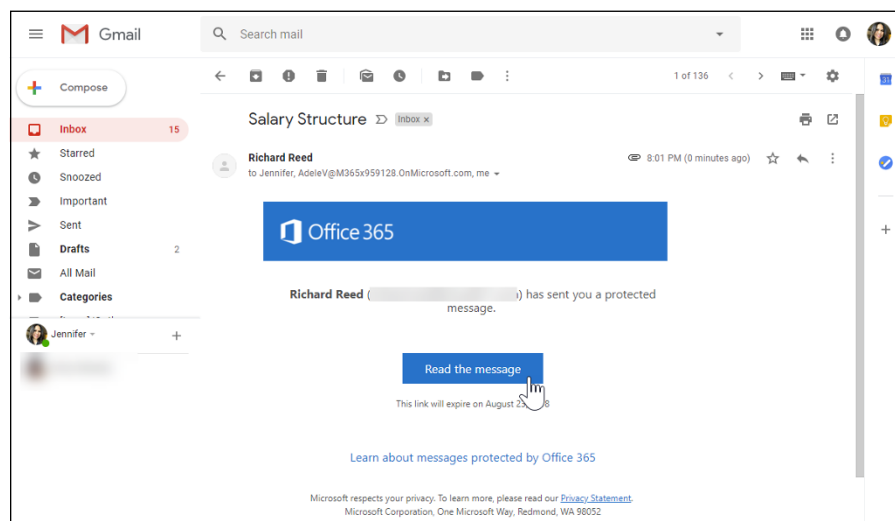 Gmail
Search mail
Compose
1 of 136
Inbox 15
Starred
Snoozed
Important
Sent
Drafts 2
All Mail
Categories
Jennifer
Salary Structure Inbox x
Richard Reed
8:01 PM (0 minutes ago)
to Jennifer, AdeleV@M365x959128.OnMicrosoft.com, me
Office 365
Richard Reed ( ) has sent you a protected
message.
Read the message
This link will expire on August
Learn about messages protected by Office 365
Microsoft respects your privacy. To learn more, please read our Privacy Statement.
Microsoft Corporation, One Microsoft Way, Redmond, WA 98052
31